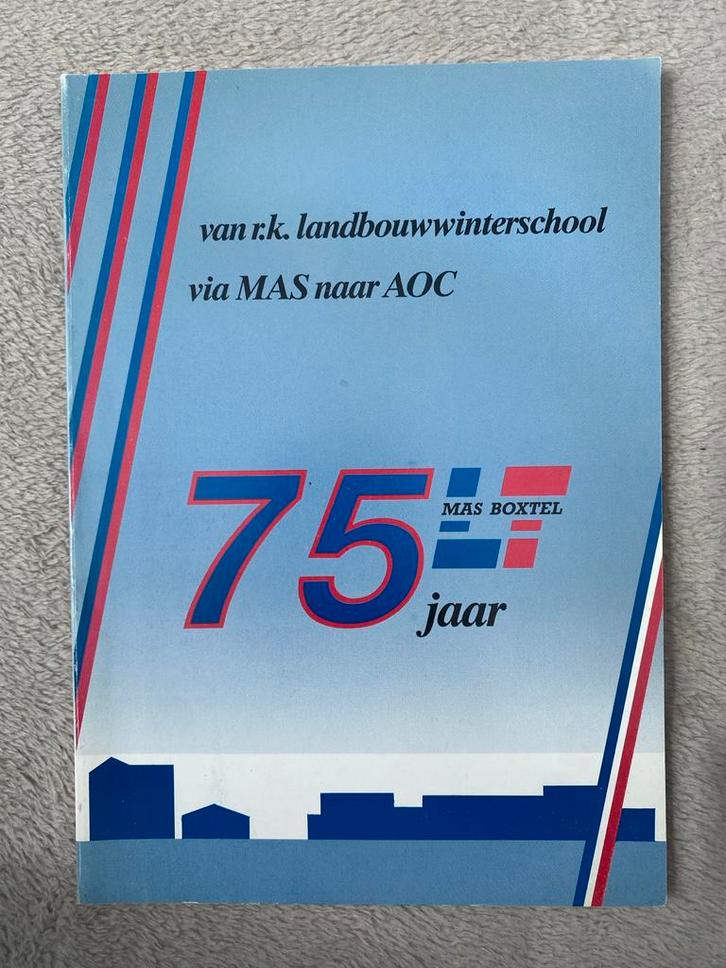 van r.k. landbouwwinterschool
via MAS naar AOC
75
MAS BOXTEL
jaar